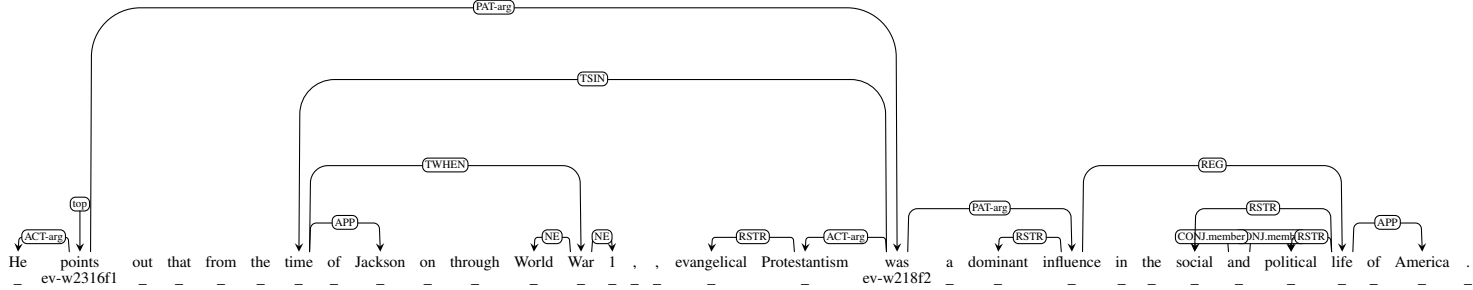 PAT-arg
TSIN
TWHEN REG
top APP PAT-arg RSTR APP
ACT-arg NE NE RSTR ACT-arg RSTR CONJ.member RSTR
He points out that from the time of Jackson on through World War 1 , , evangelical Protestantism was a dominant influence in the social and political life of America .
_ ev-w2316f1 _ _ _ _ _ _ _ _ _ _ _ _ _ _ _ _ ev-w218f2 _ _ _ _ _ _ _ _ _ _ _ _